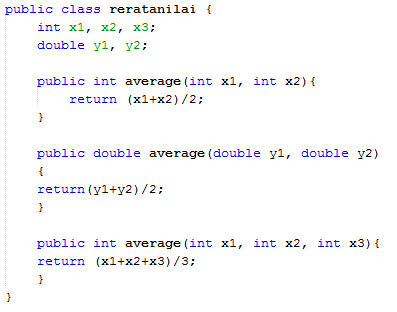 public class reratanilai {
int x1, x2, x3;
double y1, y2;
public int average(int x1, int x2){
return (x1+x2)/2;
}
public double average(double y1, double y2)
{
return(y1+y2)/2;
}
public int average(int x1, int x2, int x3){
return (x1+x2+x3)/3;
}
}